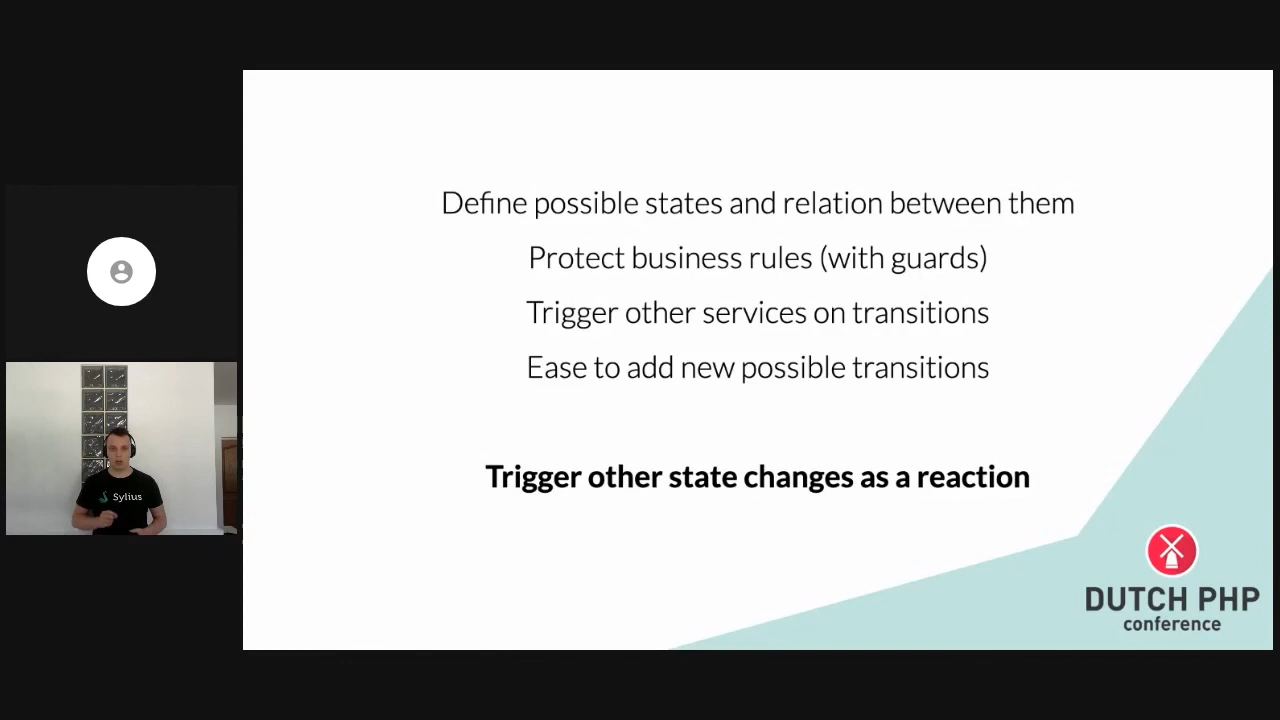 Define possible states and relation between them
Protect business rules (with guards)
Trigger other services on transitions
Ease to add new possible transitions
Trigger other state changes as a reaction
Sylius
DUTCH PHP
conference